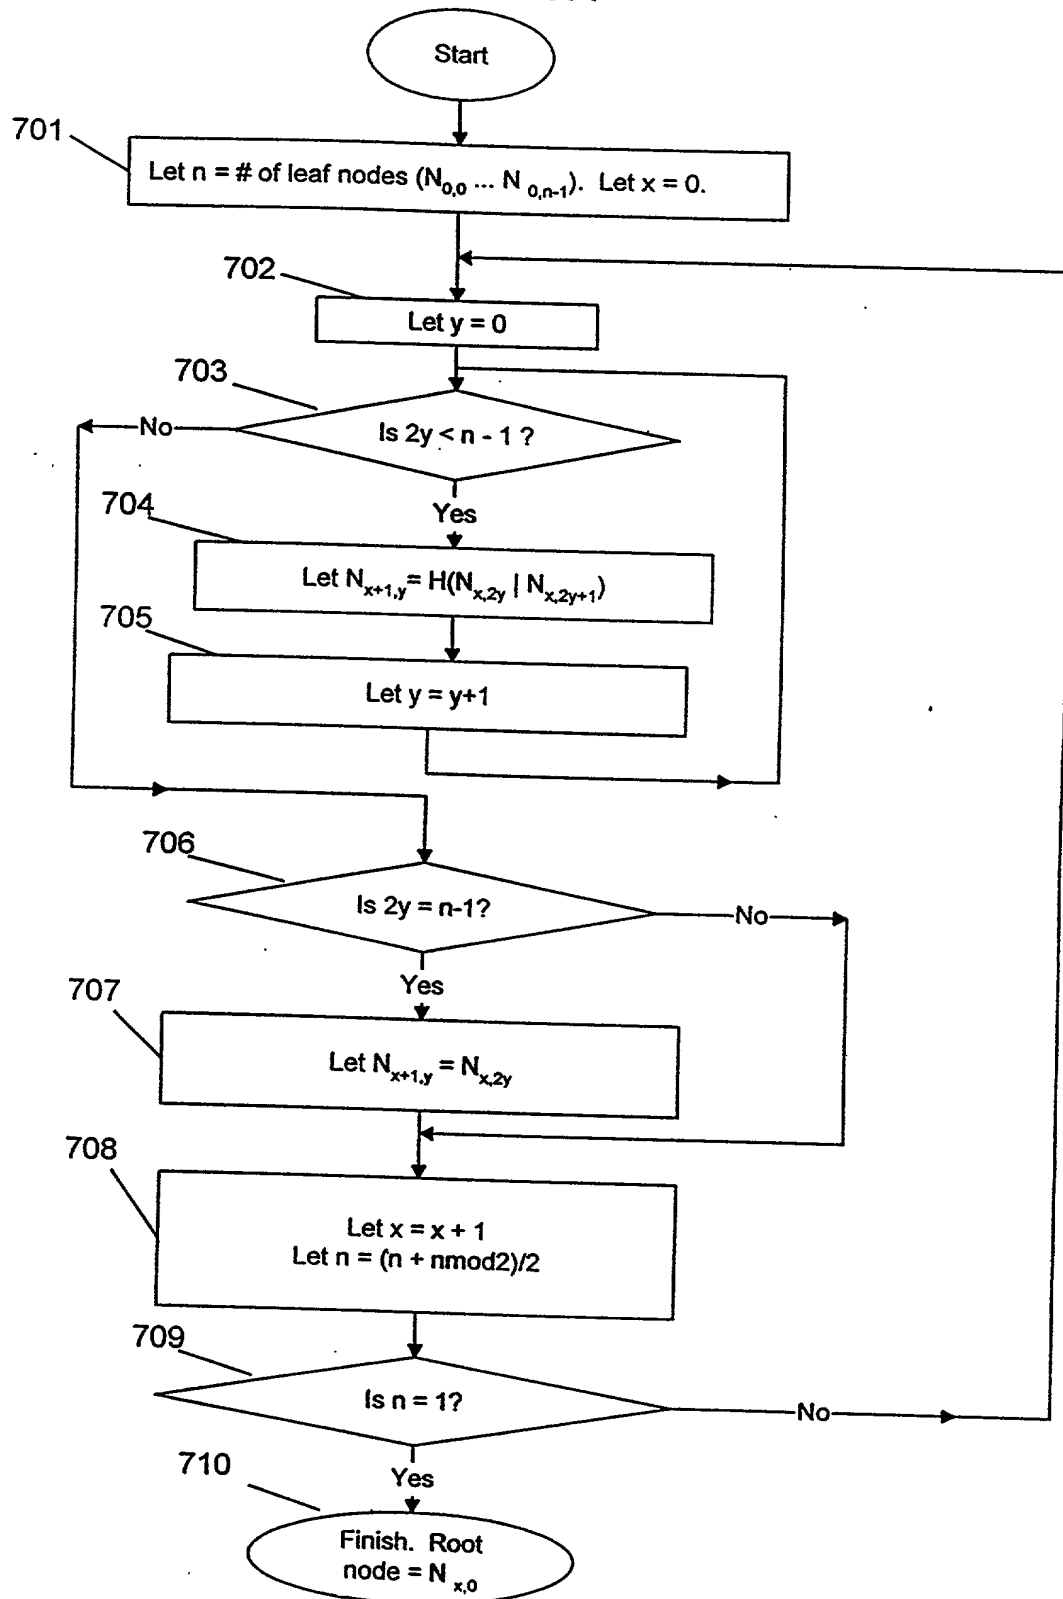 Start
701
Let n = # of leaf nodes (N0,0 ... N 0,n-1). Let x = 0.
702
Let y = 0
703
Is 2y < n - 1 ?
No
Yes
704
Let Nx+1,y = H(Nx,2y | Nx,2y+1)
705
Let y = y+1
706
Is 2y = n-1?
No
Yes
707
Let Nx+1,y = Nx,2y
708
Let x = x + 1
Let n = (n + nmod2)/2
709
Is n = 1?
No
Yes
710
Finish. Root
node = N x,0